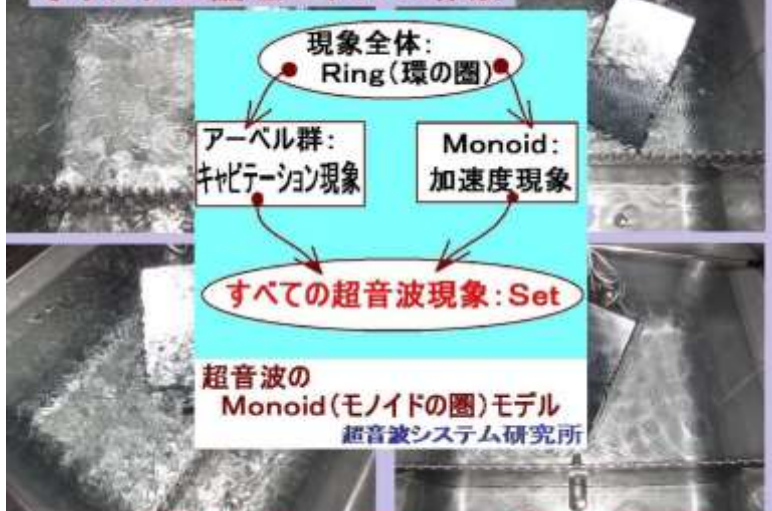 現象全体：
Ring（環の圏）
アーベル群：
キャビテーション現象
Monoid：
加速度現象
すべての超音波現象：Set
超音波の
Monoid（モノイドの圏）モデル
超音波システム研究所